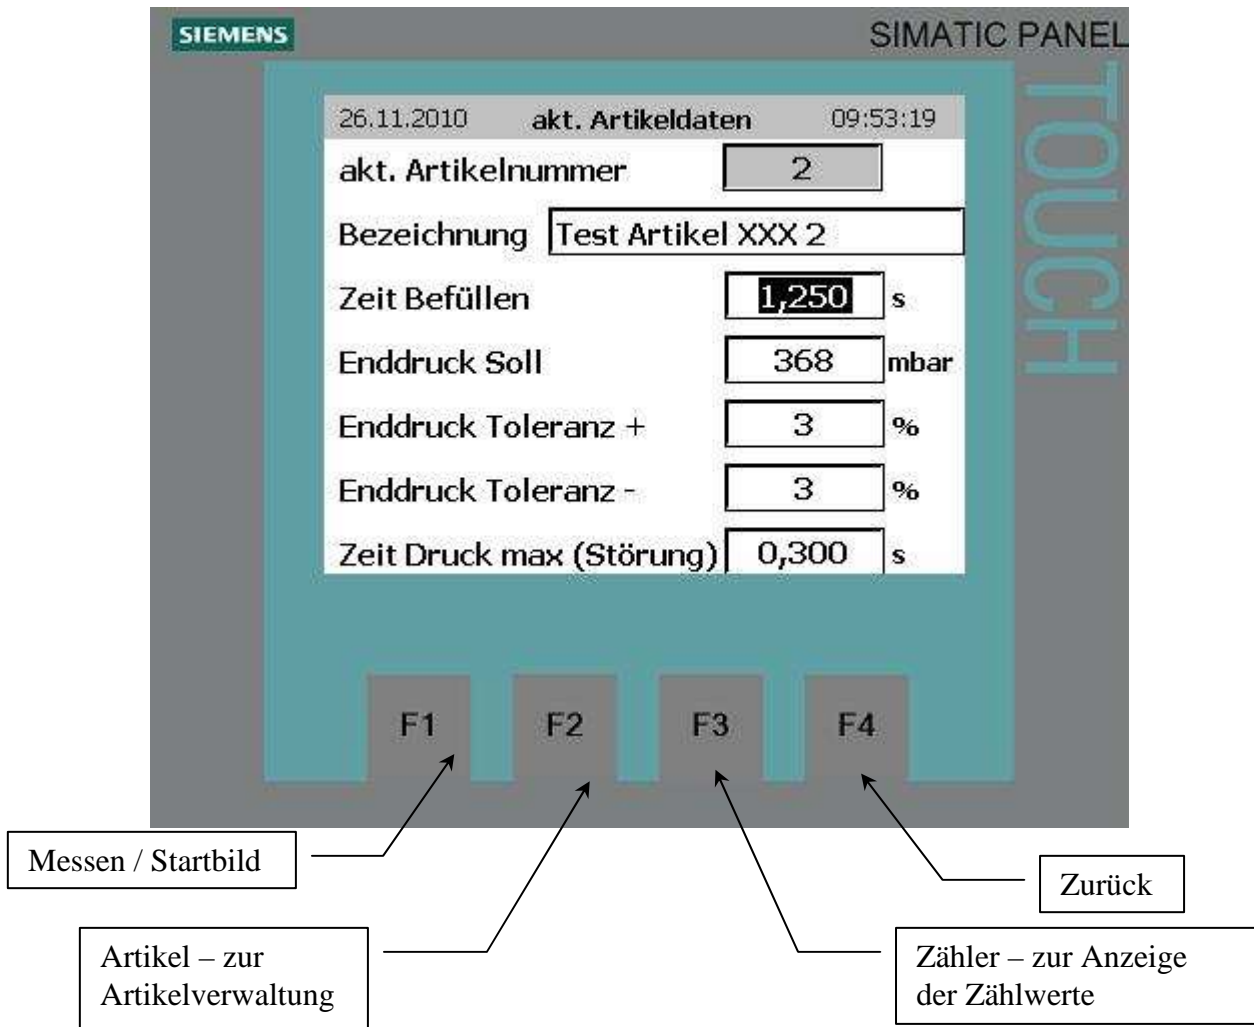 SIEMENS
SIMATIC PANEL
TOUCH
26.11.2010 akt. Artikeldaten 09:53:19
akt. Artikelnummer 2
Bezeichnung Test Artikel XXX 2
Zeit Befüllen 1,250 s
Enddruck Soll 368 mbar
Enddruck Toleranz + 3 %
Enddruck Toleranz - 3 %
Zeit Druck max (Störung) 0,300 s
F1 F2 F3 F4
Messen / Startbild
Zurück
Artikel – zur
Artikelverwaltung
Zähler – zur Anzeige
der Zählwerte